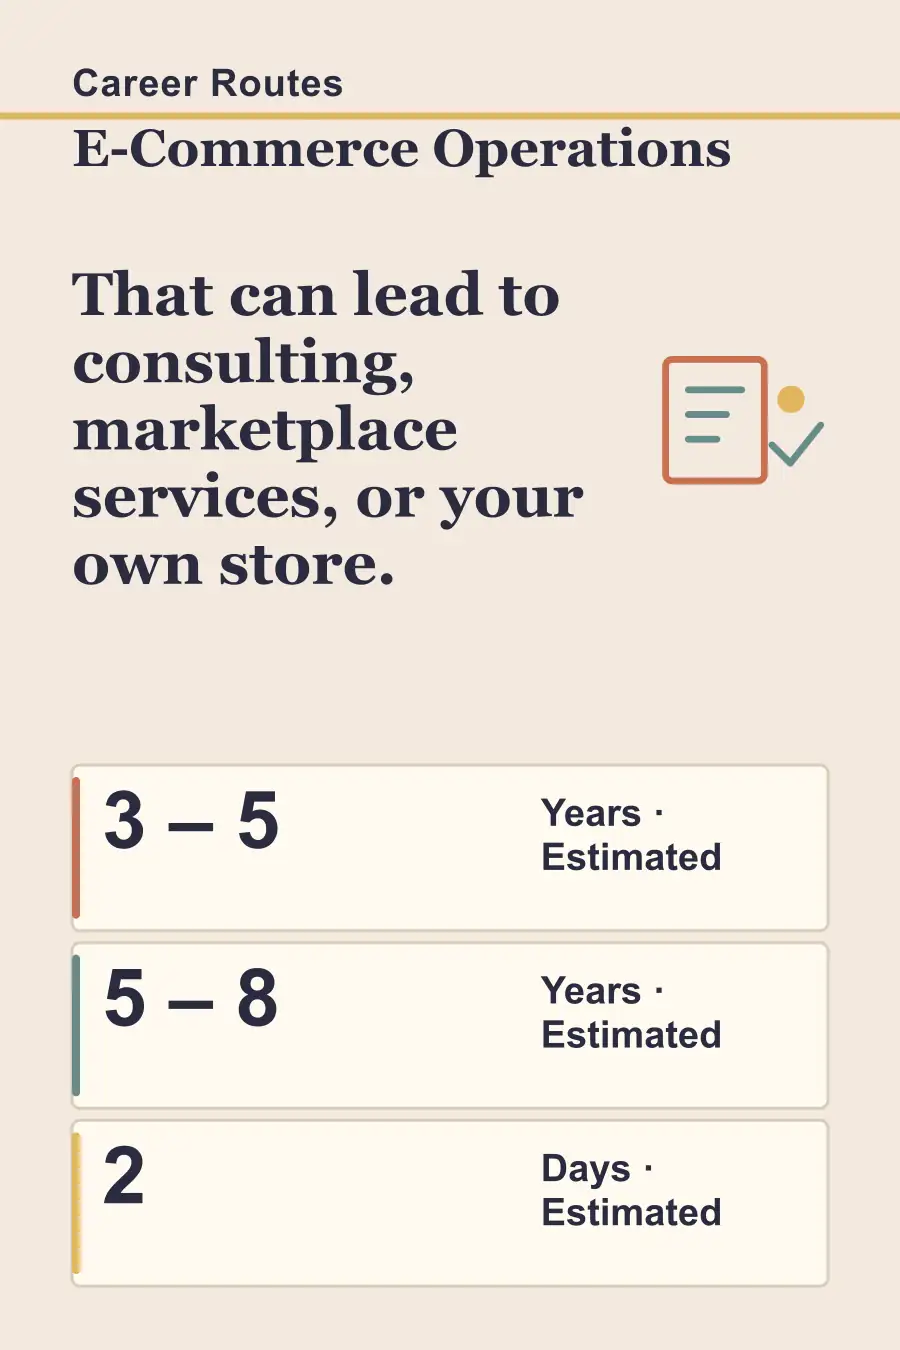 Career Routes
E-Commerce Operations
That can lead to
consulting,
marketplace
services, or your
own store.
3 – 5
Years ·
Estimated
5 – 8
Years ·
Estimated
2
Days ·
Estimated